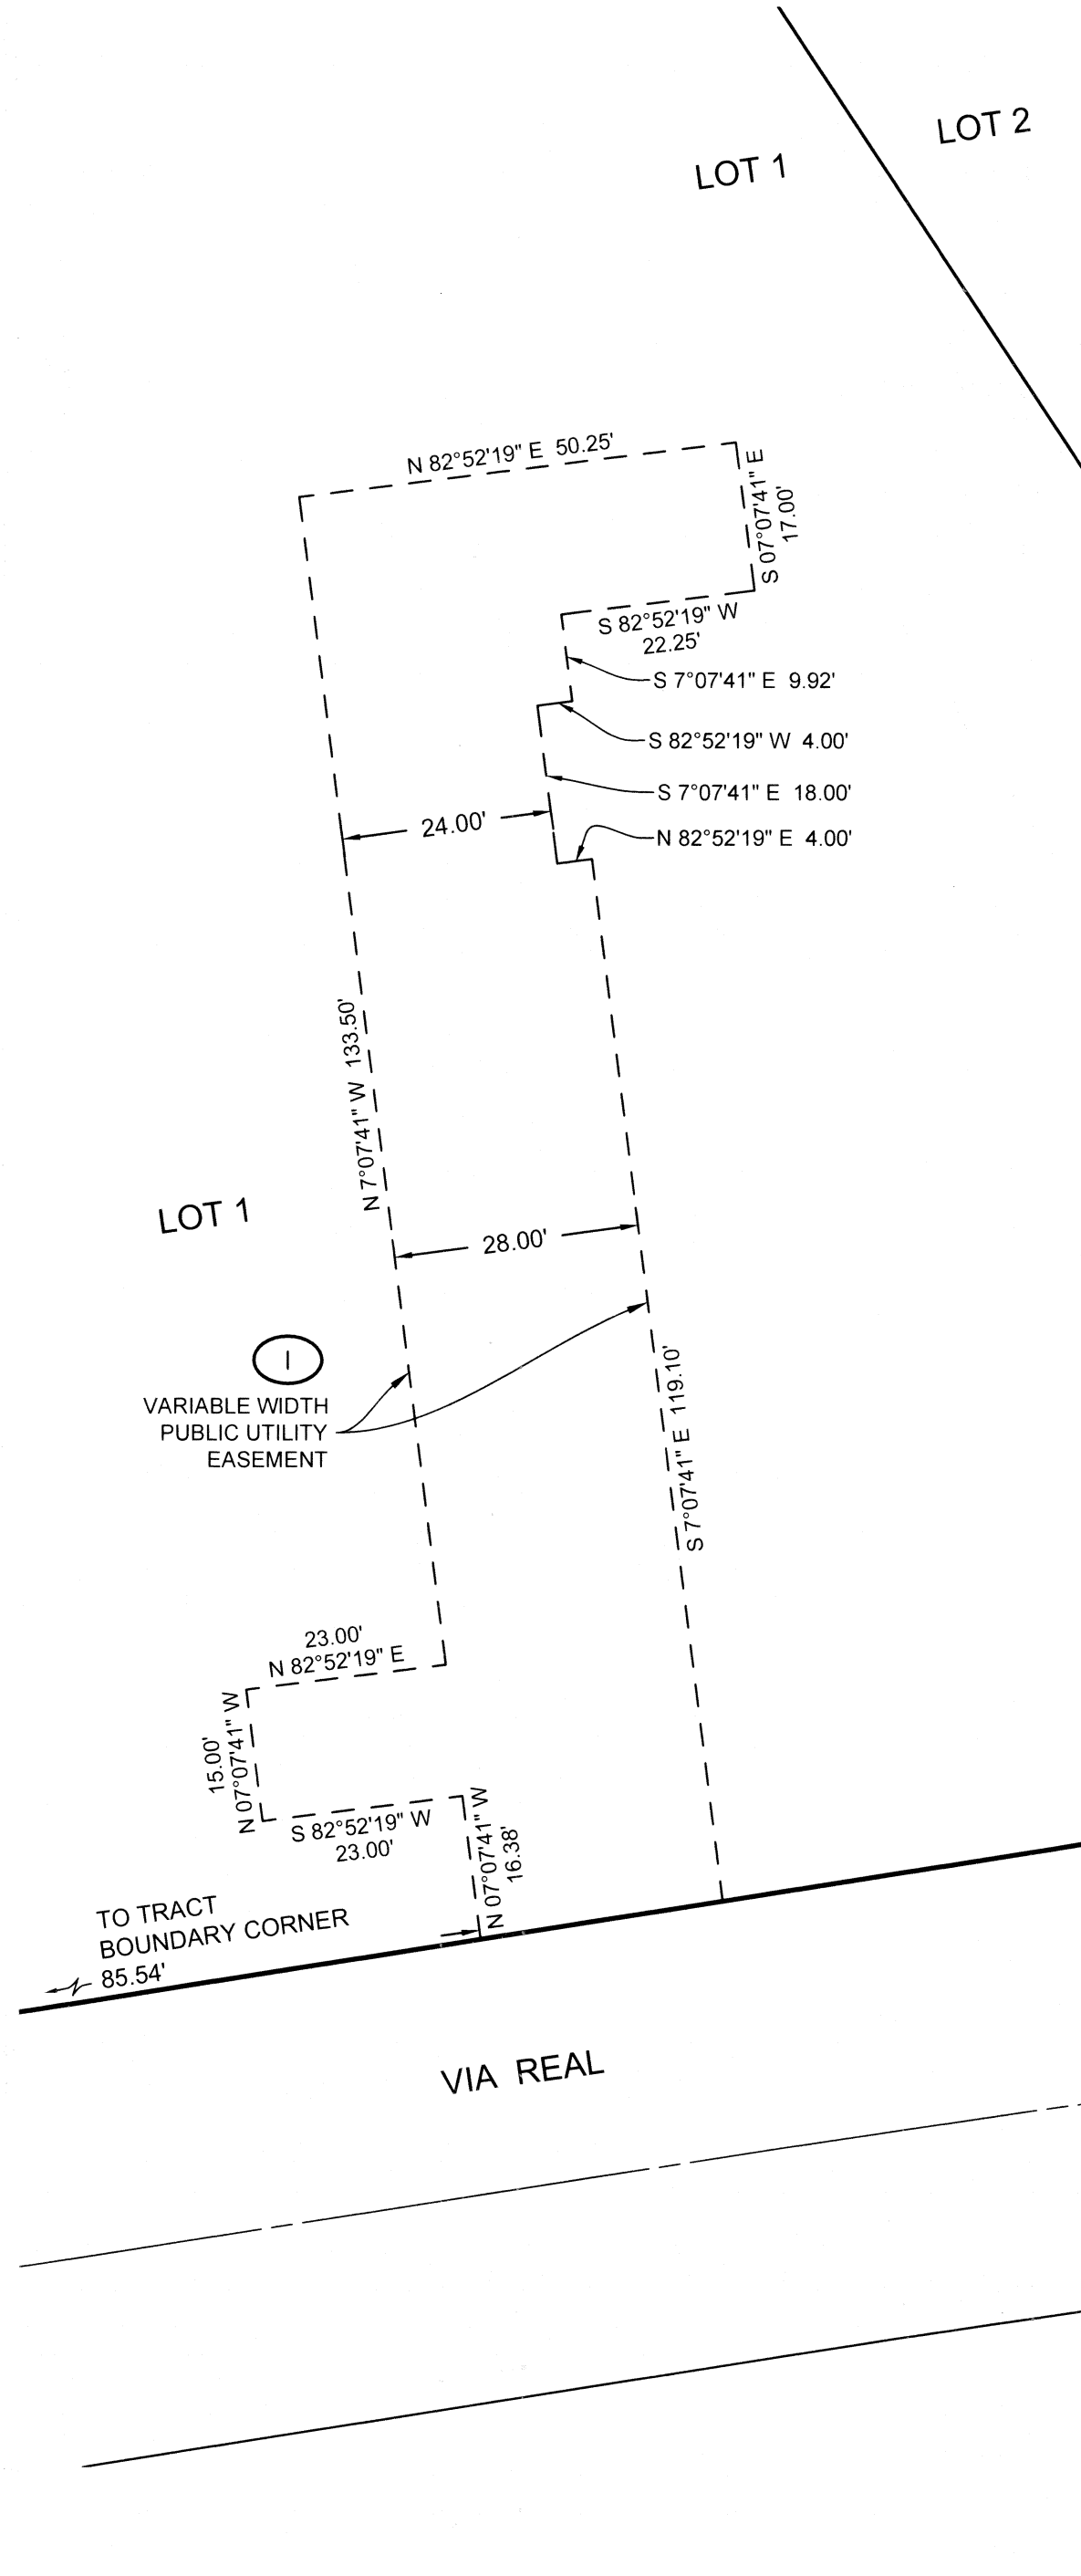 LOT 2
LOT 1
N 82°52'19" E 50.25'
S 07°07'41" E
17.00'
S 82°52'19" W
22.25'
S 7°07'41" E 9.92'
S 82°52'19" W 4.00'
S 7°07'41" E 18.00'
24.00'
N 82°52'19" E 4.00'
N 7°07'41" W 133.50'
LOT 1
28.00'
I
VARIABLE WIDTH
PUBLIC UTILITY
EASEMENT
S 7°07'41" E 119.10'
23.00'
N 82°52'19" E
15.00'
N 07°07'41" W
S 82°52'19" W
23.00'
N 07°07'41" W
16.38'
TO TRACT
BOUNDARY CORNER
85.54'
VIA REAL